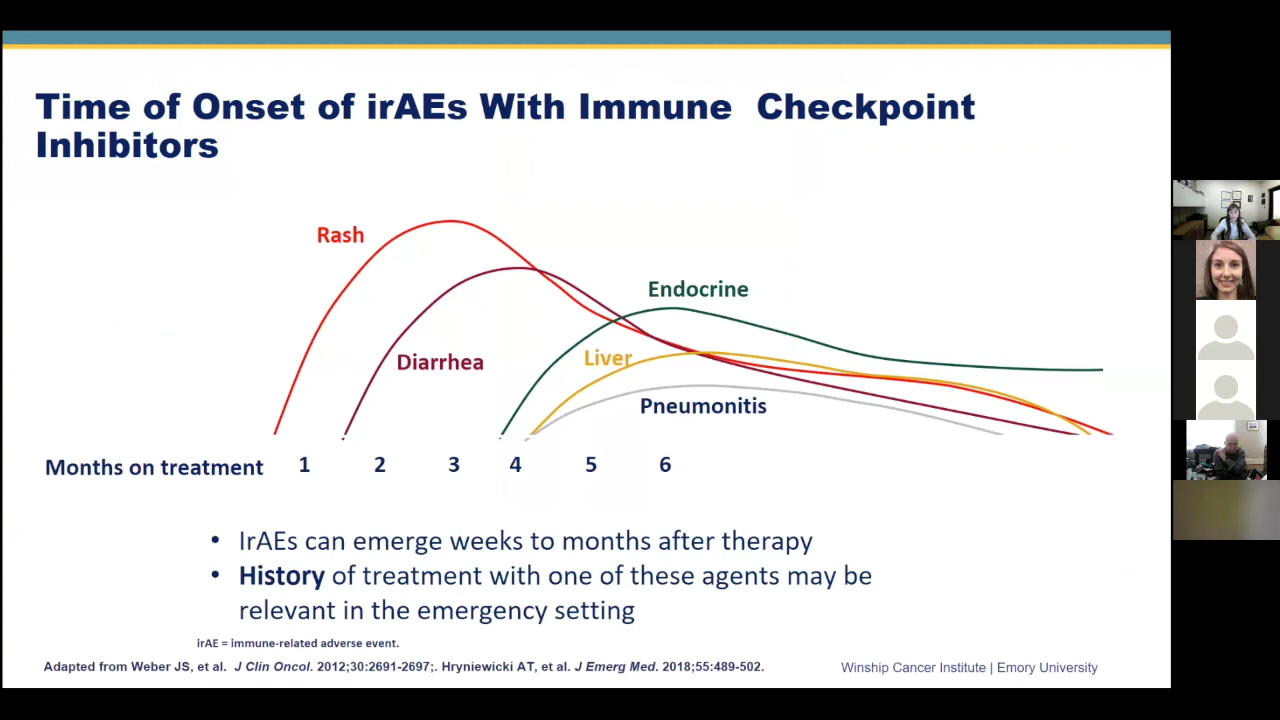 Time of Onset of irAEs With Immune Checkpoint
Inhibitors
Rash
Endocrine
Diarrhea
Liver
Pneumonitis
Months on treatment 1 2 3 4 5 6
• IrAEs can emerge weeks to months after therapy
• History of treatment with one of these agents may be
relevant in the emergency setting
irAE = immune-related adverse event.
Adapted from Weber JS, et al. J Clin Oncol. 2012;30:2691-2697;. Hryniewicki AT, et al. J Emerg Med. 2018;55:489-502.
Winship Cancer Institute | Emory University